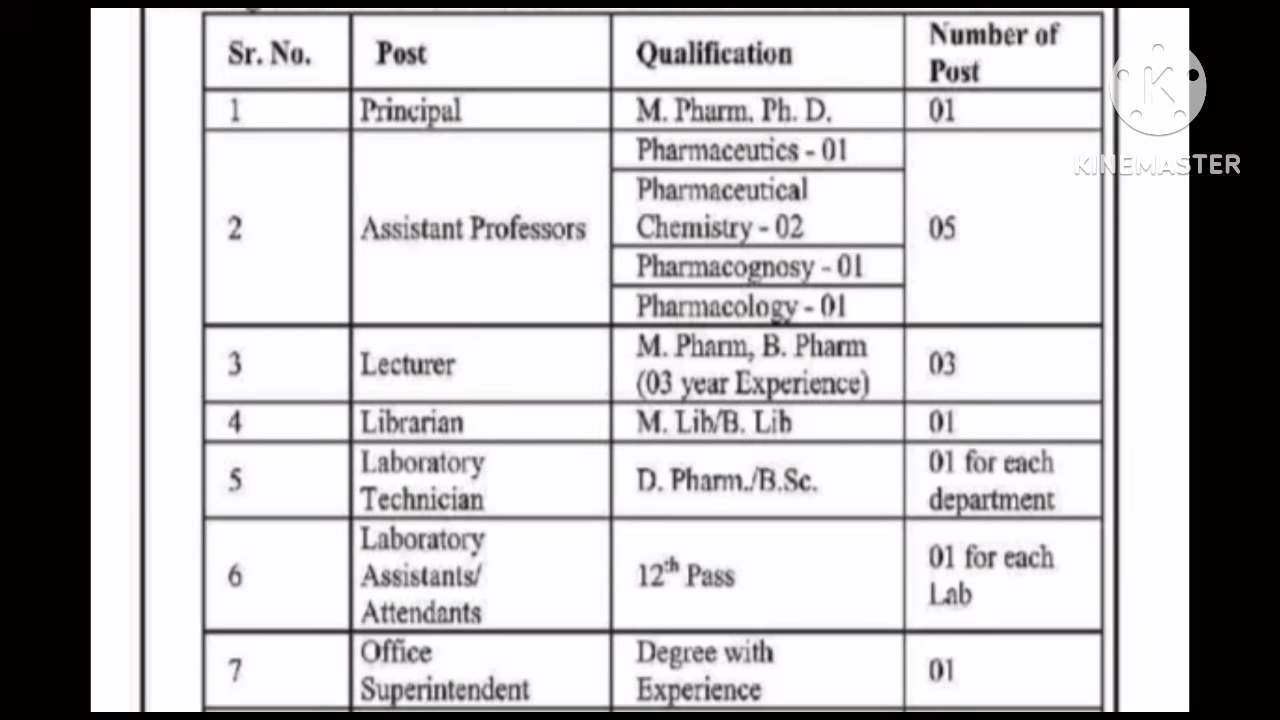 Sr. No. Post Qualification Number of Post
1 Principal M. Pharm. Ph. D. 01
2 Assistant Professors Pharmaceutics - 01 05
Pharmaceutical
Chemistry - 02
Pharmacognosy - 01
Pharmacology - 01
3 Lecturer M. Pharm, B. Pharm
(03 year Experience) 03
4 Librarian M. Lib/B. Lib 01
5 Laboratory
Technician D. Pharm./B.Sc. 01 for each
department
6 Laboratory
Assistants/
Attendants 12th Pass 01 for each
Lab
7 Office
Superintendent Degree with
Experience 01
K
KINEMASTER